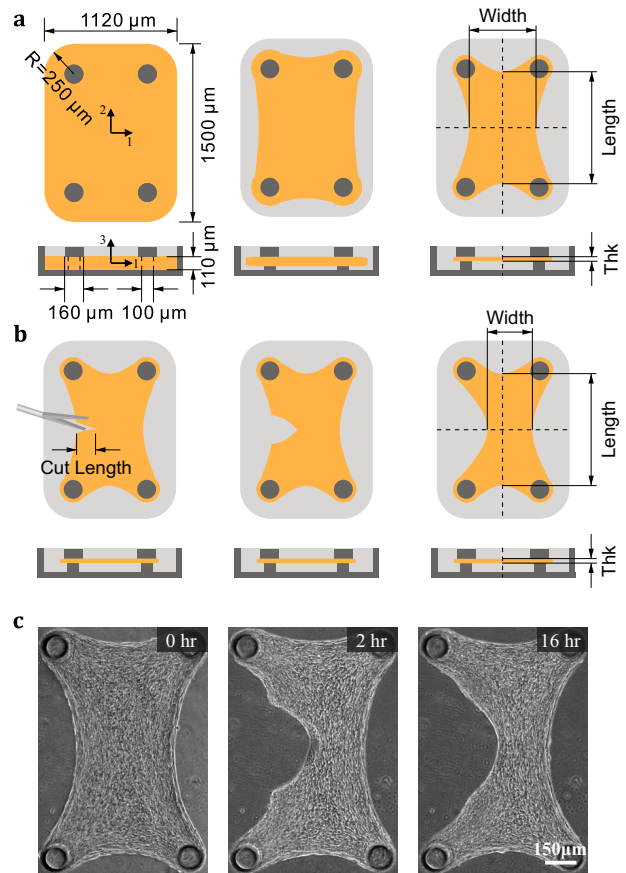 a
1120 µm
R=250 µm
2
1
1500 µm
Width
Length
3
1
110 µm
160 µm
100 µm
Thk
b
Cut Length
Width
Length
Thk
c
0 hr
2 hr
16 hr
150µm